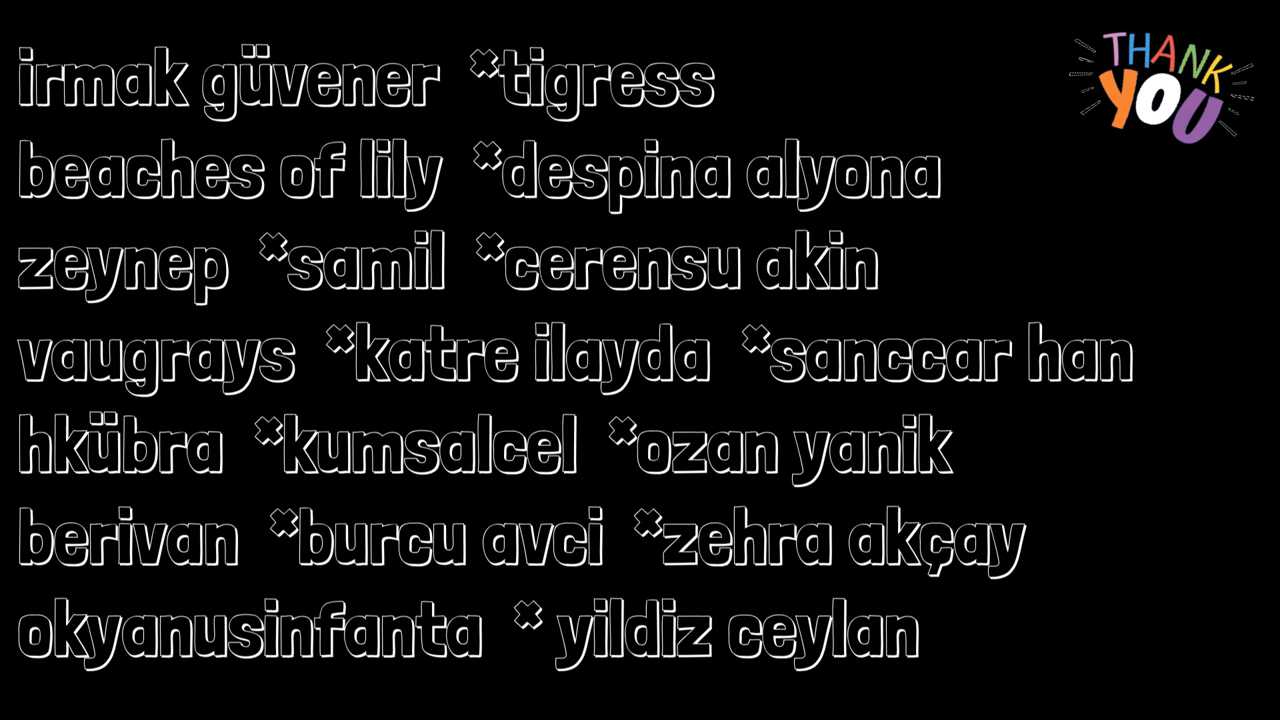 irmak güvener *tigress
THANK
YOU
beaches of lily *despina alyona
zeynep *samil *cerensu akin
vaugrays *katre ilayda *sanccar han
hkübra *kumsalcel *ozan yanik
berivan *burcu avci *zehra akçay
okyanusinfanta * yildiz ceylan